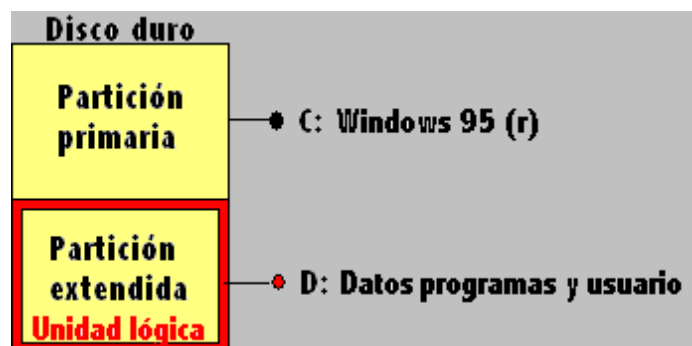 Disco duro
Partición
primaria
C: Windows 95 (r)
Partición
extendida
Unidad lógica
D: Datos programas y usuario